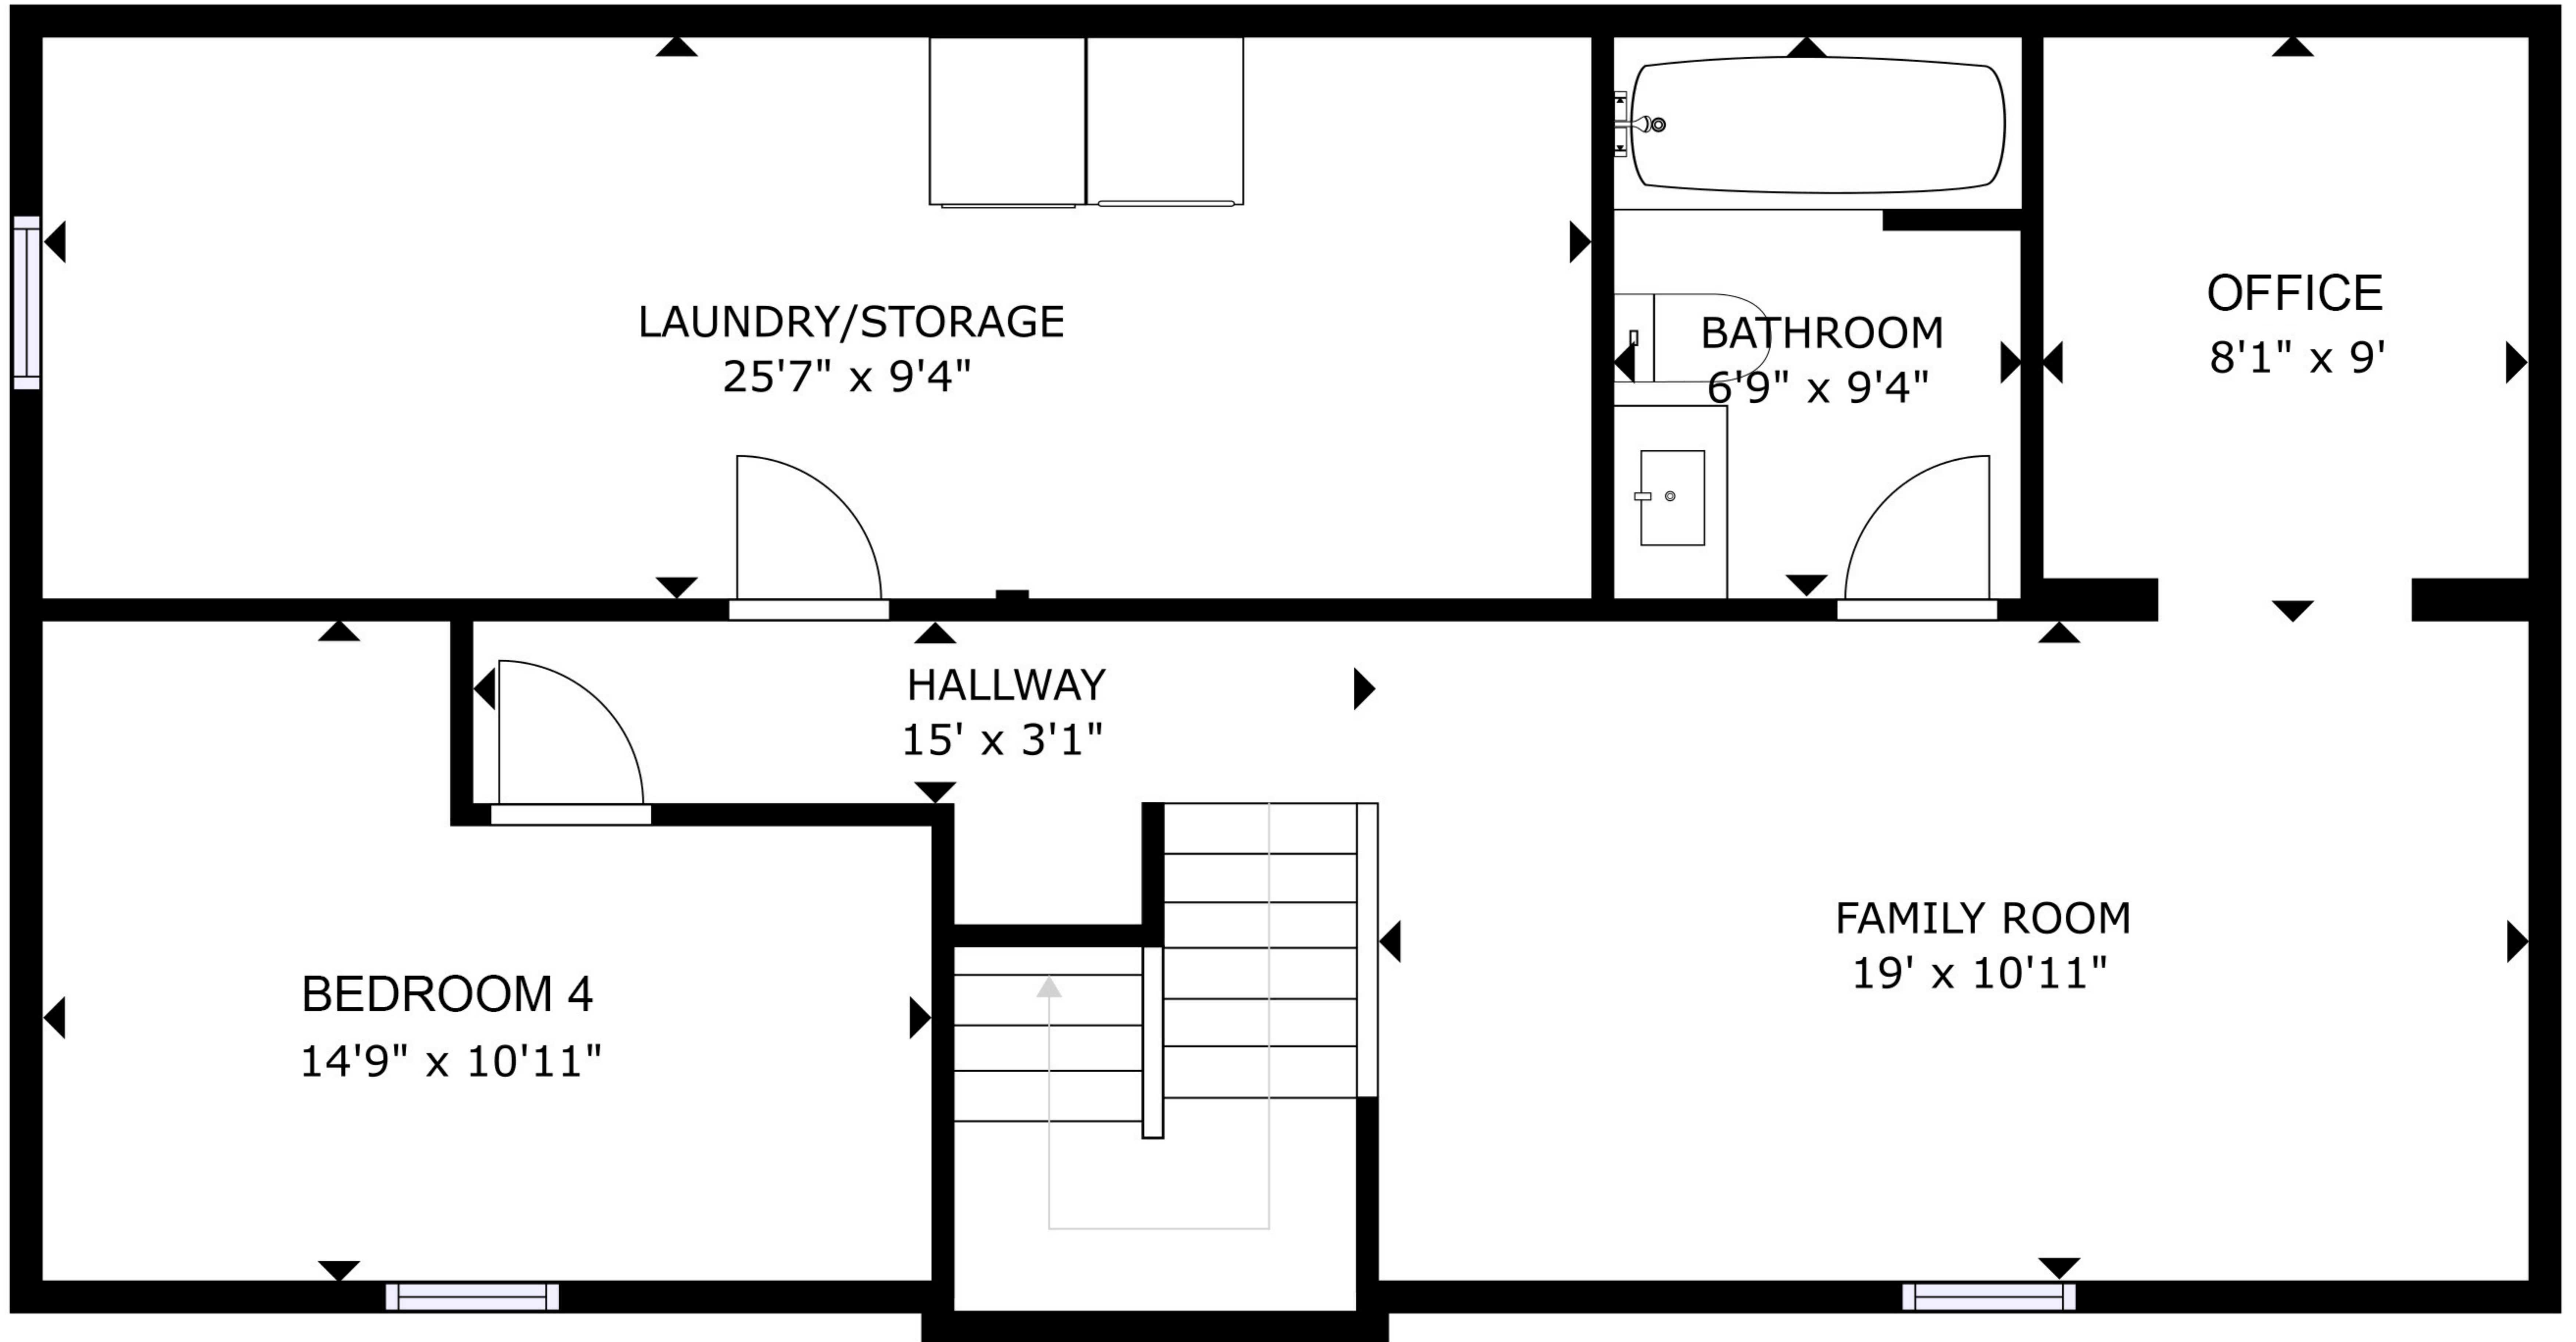 LAUNDRY/STORAGE
25'7" x 9'4"
BATHROOM
6'9" x 9'4"
OFFICE
8'1" x 9'
HALLWAY
15' x 3'1"
BEDROOM 4
14'9" x 10'11"
FAMILY ROOM
19' x 10'11"